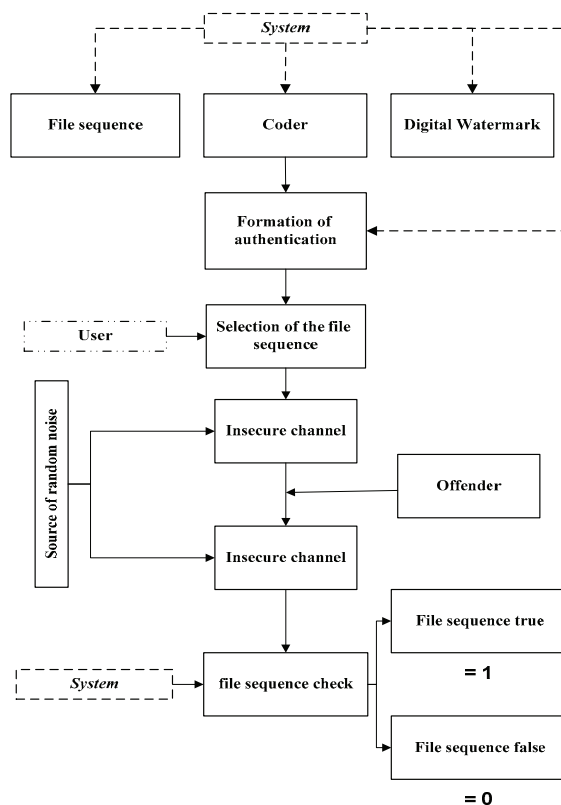 System
File sequence
Coder
Digital Watermark
Formation of
authentication
User
Selection of the file
sequence
Source of random noise
Insecure channel
Offender
Insecure channel
File sequence true
= 1
System
file sequence check
File sequence false
= 0